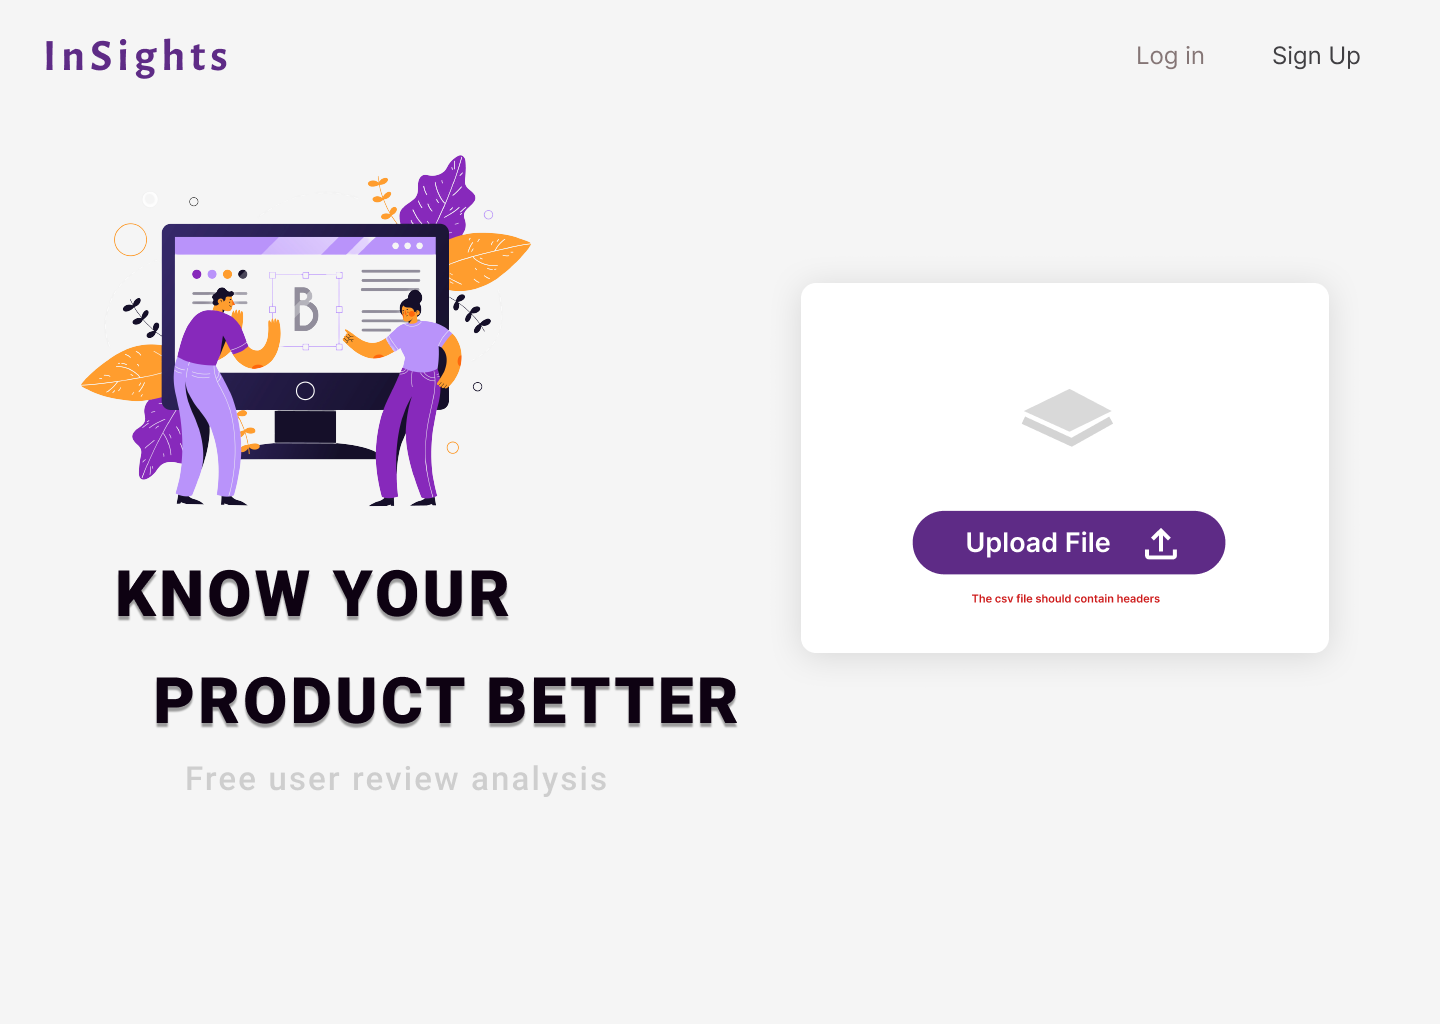 InSights
Log in
Sign Up
B
KNOW YOUR
PRODUCT BETTER
Free user review analysis
Upload File
The csv file should contain headers